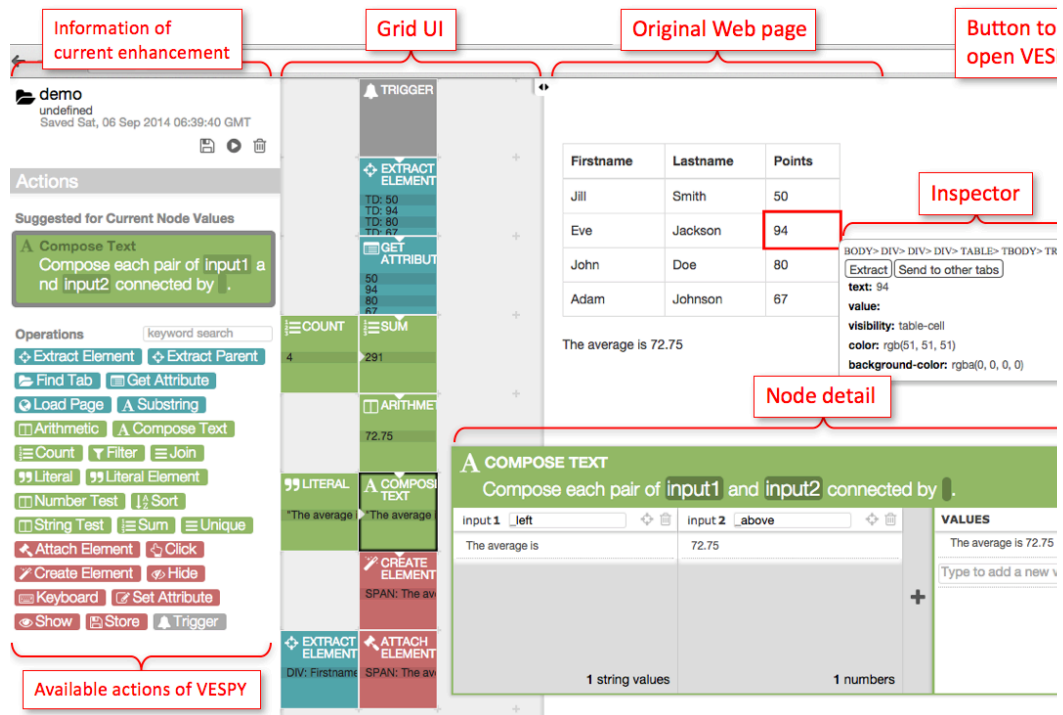 Information of
current enhancement
Grid UI
Original Web page
Button to
open
demo
undefined
Saved Sat, 06 Sep 2014 06:39:40 GMT
Actions
Suggested for Current Node Values
A Compose Text
Compose each pair of input1 a
nd input2 connected by .
Operations keyword search
Extract Element Extract Parent
Find Tab Get Attribute
Load Page A Substring
Arithmetic A Compose Text
Count Filter Join
Literal Literal Element
Number Test Sort
String Test Sum Unique
Attach Element Click
Create Element Hide
Keyboard Set Attribute
Show Store Trigger
Available actions of VESPY
TRIGGER
EXTRACT
ELEMENT
TD: 50
TD: 94
TD: 80
TD: 67
GET
ATTRIBUT
50
94
80
67
COUNT
4
SUM
291
ARITHME
72.75
LITERAL
"The average
A COMPOS
TEXT
"The average
CREATE
ELEMENT
SPAN: The av
EXTRACT
ELEMENT
DIV: Firstname
ATTACH
ELEMENT
SPAN: The av
Firstname Lastname Points
Jill Smith 50
Eve Jackson 94
John Doe 80
Adam Johnson 67
The average is 72.75
Inspector
BODY> DIV> DIV> DIV> TABLE> TBODY> TR
Extract Send to other tabs
text: 94
value:
visibility: table-cell
color: rgb(51, 51, 51)
background-color: rgba(0, 0, 0, 0)
Node detail
A COMPOSE TEXT
Compose each pair of input1 and input2 connected by .
input 1 _left input 2 _above VALUES
The average is 72.75 The average is 72.75
Type to add a new v
+
1 string values 1 numbers